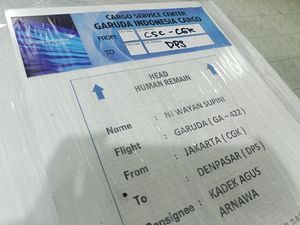 CARGO SERVICE CENTER
GARUDA INDONESIA CARGO
FROM CSC - CGK
TO DPS
HEAD
HUMAN REMAIN
Name : NI WAYAN SUPINI
Flight : GARUDA (GA-422)
From : JAKARTA (CGK)
To : DENPASAR (DPS)
Consignee : KADEK AGUS
ARNAWA